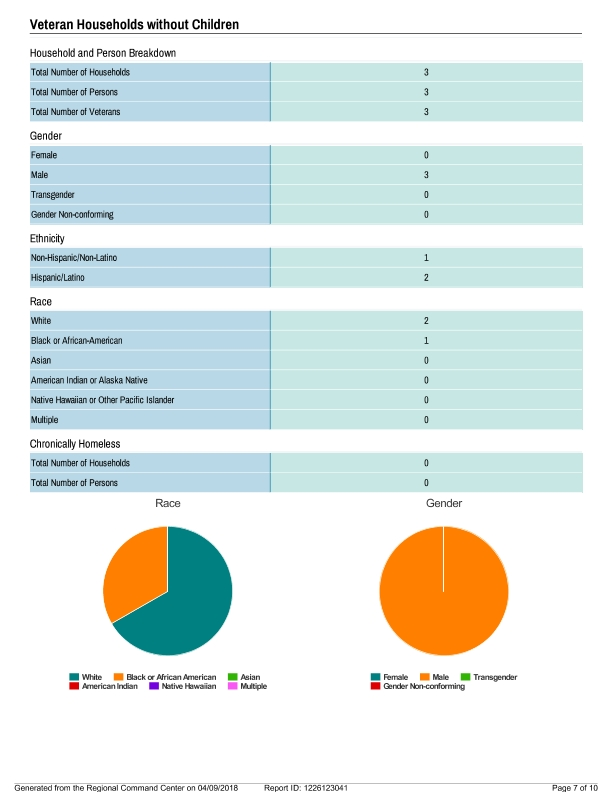 Veteran Households without Children
Household and Person Breakdown
Total Number of Households 3
Total Number of Persons 3
Total Number of Veterans 3
Gender
Female 0
Male 3
Transgender 0
Gender Non-conforming 0
Ethnicity
Non-Hispanic/Non-Latino 1
Hispanic/Latino 2
Race
White 2
Black or African-American 1
Asian 0
American Indian or Alaska Native 0
Native Hawaiian or Other Pacific Islander 0
Multiple 0
Chronically Homeless
Total Number of Households 0
Total Number of Persons 0
Race Gender
White Black or African American Asian Female Male Transgender
American Indian Native Hawaiian Multiple Gender Non-conforming
Generated from the Regional Command Center on 04/09/2018 Report ID: 1226123041 Page 7 of 10